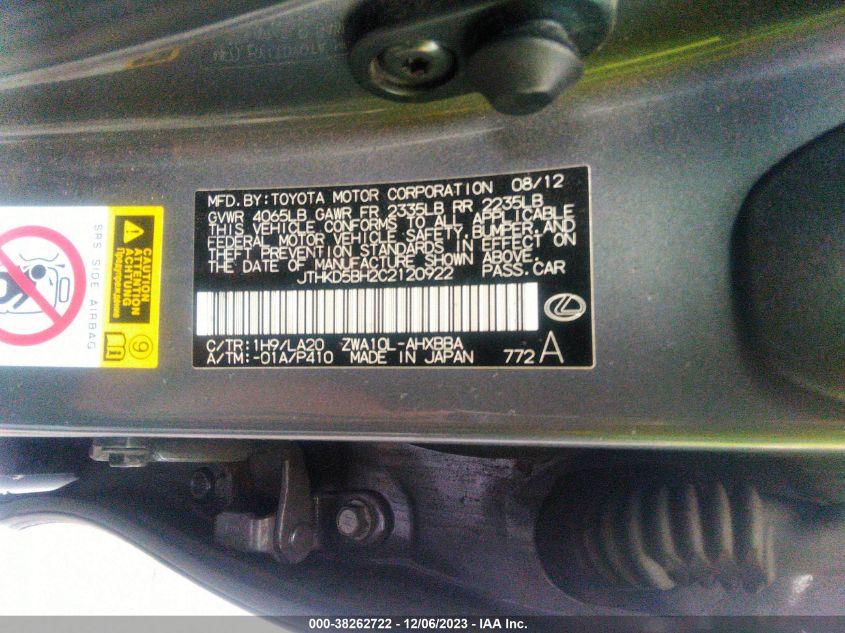 MFD. BY: TOYOTA MOTOR CORPORATION 08/12
GVWR 4065LB GAWR FR 2335LB RR 2235LB
THIS VEHICLE CONFORMS TO ALL APPLICABLE
FEDERAL MOTOR VEHICLE SAFETY, BUMPER, AND
THEFT PREVENTION STANDARDS IN EFFECT ON
THE DATE OF MANUFACTURE SHOWN ABOVE.
JTHKD5BH2C2120922 PASS. CAR
C/TR: 1H9/LA20 ZWA10L-AHXBBA
A/TM: -01A/P410 MADE IN JAPAN 772 A
CAUTION
ATTENTION
ACHTUNG
Предупреждение
SRS SIDE AIRBAG
9
000-38262722 - 12/06/2023 - IAA Inc.